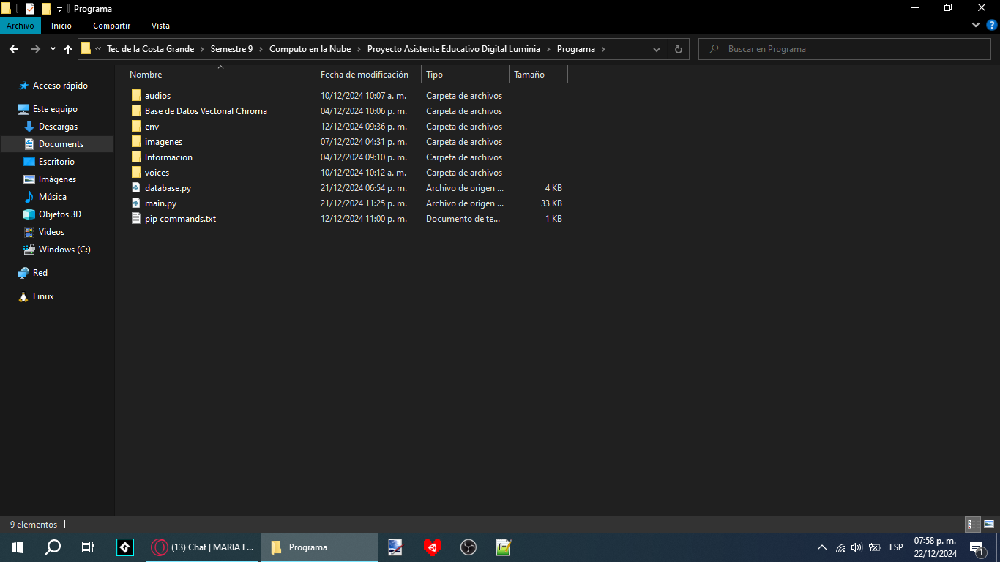 Programa
Archivo Inicio Compartir Vista
« Tec de la Costa Grande › Semestre 9 › Computo en la Nube › Proyecto Asistente Educativo Digital Luminia › Programa ›
Buscar en Programa
Nombre Fecha de modificación Tipo Tamaño
Acceso rápido
Este equipo
Descargas
Documents
Escritorio
Imágenes
Música
Objetos 3D
Videos
Windows (C:)
Red
Linux
audios 10/12/2024 10:07 a. m. Carpeta de archivos
Base de Datos Vectorial Chroma 04/12/2024 10:06 p. m. Carpeta de archivos
env 12/12/2024 09:36 p. m. Carpeta de archivos
imagenes 07/12/2024 04:31 p. m. Carpeta de archivos
Informacion 04/12/2024 09:10 p. m. Carpeta de archivos
voices 10/12/2024 10:12 a. m. Carpeta de archivos
database.py 21/12/2024 06:54 p. m. Archivo de origen ... 4 KB
main.py 21/12/2024 11:25 p. m. Archivo de origen ... 33 KB
pip commands.txt 12/12/2024 11:00 p. m. Documento de te... 1 KB
9 elementos
(13) Chat | MARIA E... Programa
ESP
07:58 p. m.
22/12/2024
1